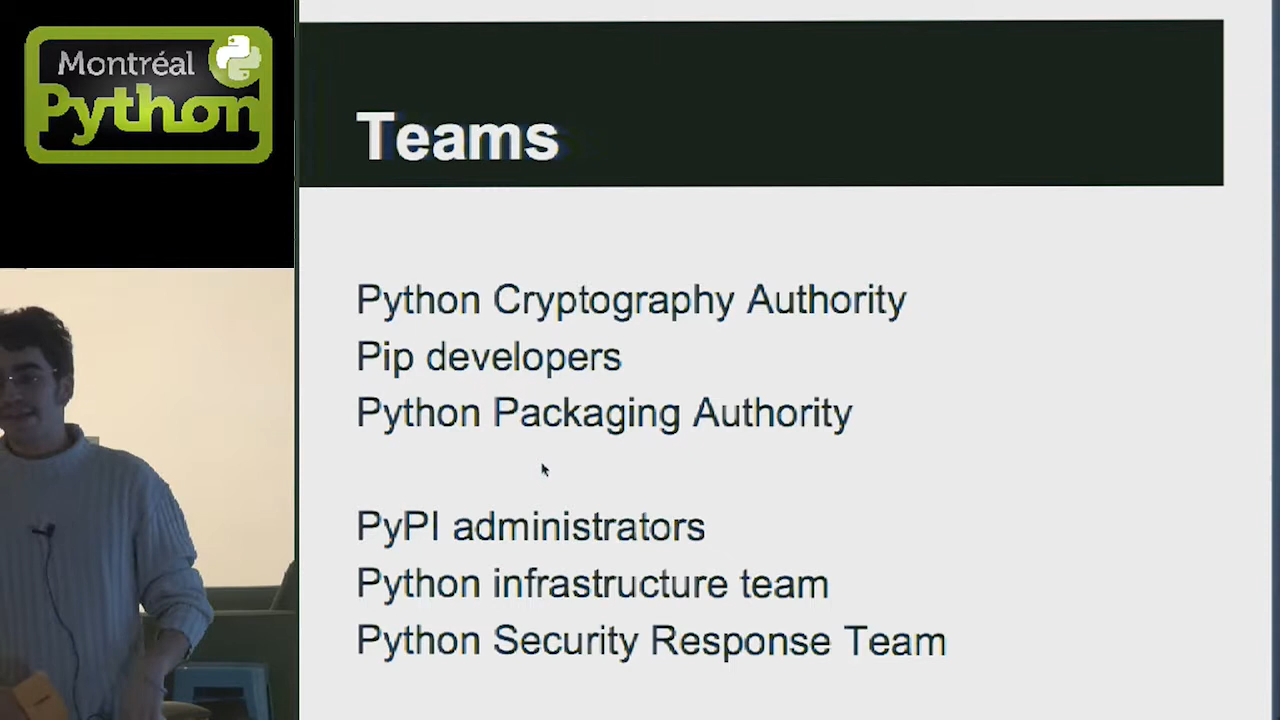 Montréal
Python
Teams
Python Cryptography Authority
Pip developers
Python Packaging Authority
PyPI administrators
Python infrastructure team
Python Security Response Team